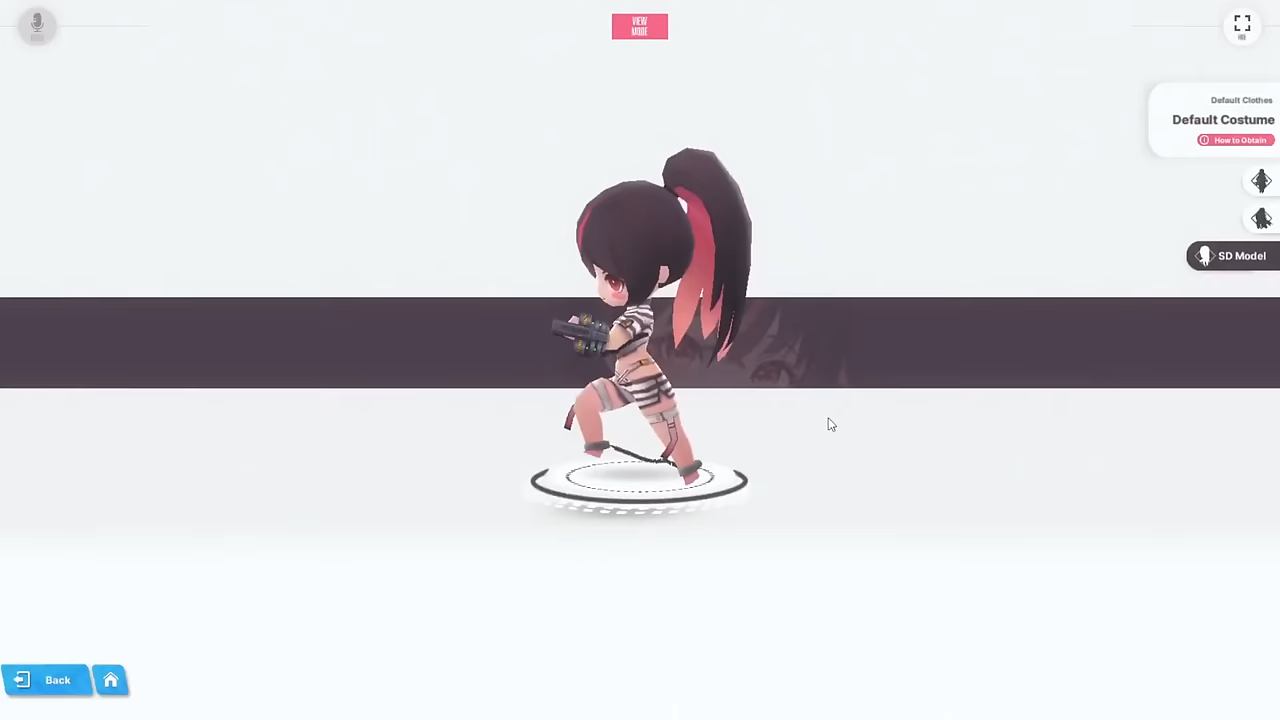 VIEW
MODE
Default Clothes
Default Costume
How to Obtain
SD Model
Back